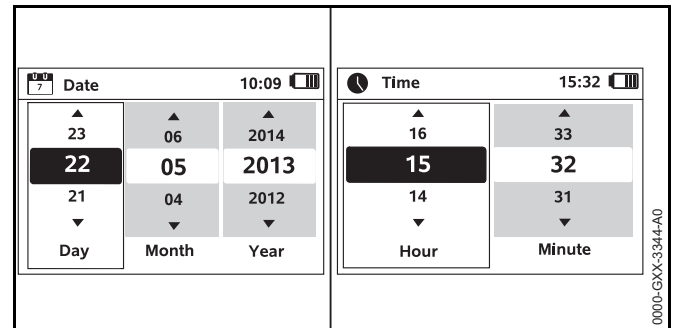 7 Date 10:09
23 06 2014
22 05 2013
21 04 2012
Day Month Year
Time 15:32
16 33
15 32
14 31
Hour Minute
0000-GXX-3344-A0